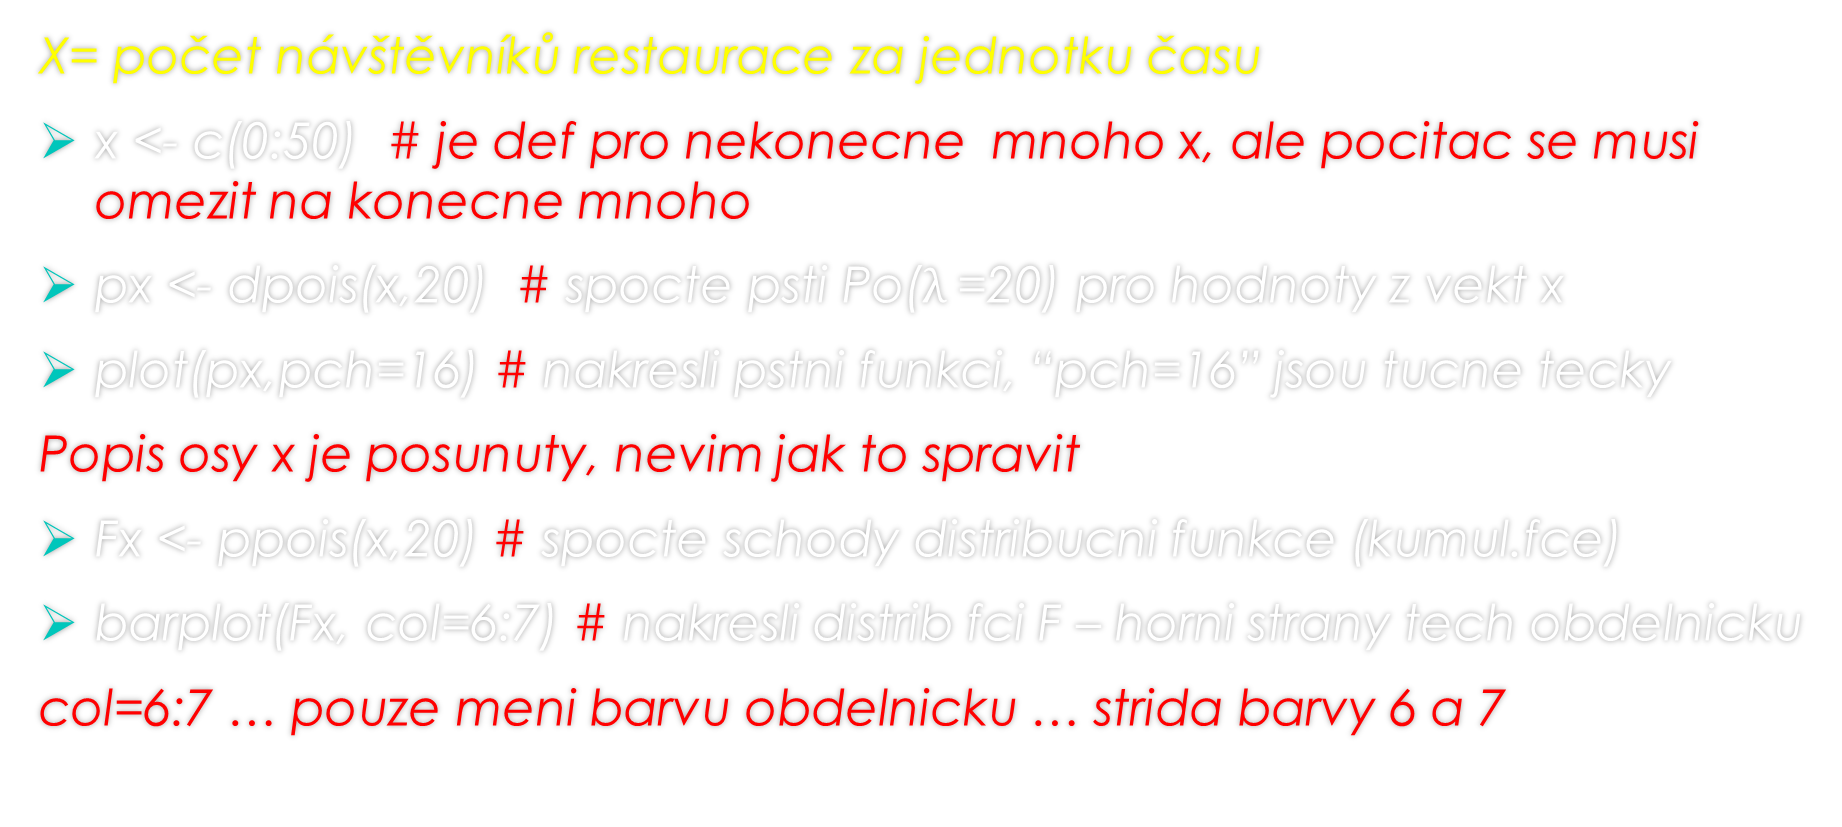 X= počet návštěvníků restaurace za jednotku času
x <- c(0:50)  # je def pro nekonecne  mnoho x, ale pocitac se musi
omezit na konecne mnoho
px <- dpois(x,20)  # spocte psti Po(λ =20) pro hodnoty z vekt x
plot(px,pch=16)  # nakresli pstni funkci, “pch=16” jsou tucne tecky
Popis osy x je posunuty, nevim jak to spravit
Fx <- ppois(x,20)  # spocte schody distribucni funkce (kumul.fce)
barplot(Fx, col=6:7)  # nakresli distrib fci F – horni strany tech obdelnicku
col=6:7 … pouze meni barvu obdelnicku … strida barvy 6 a 7